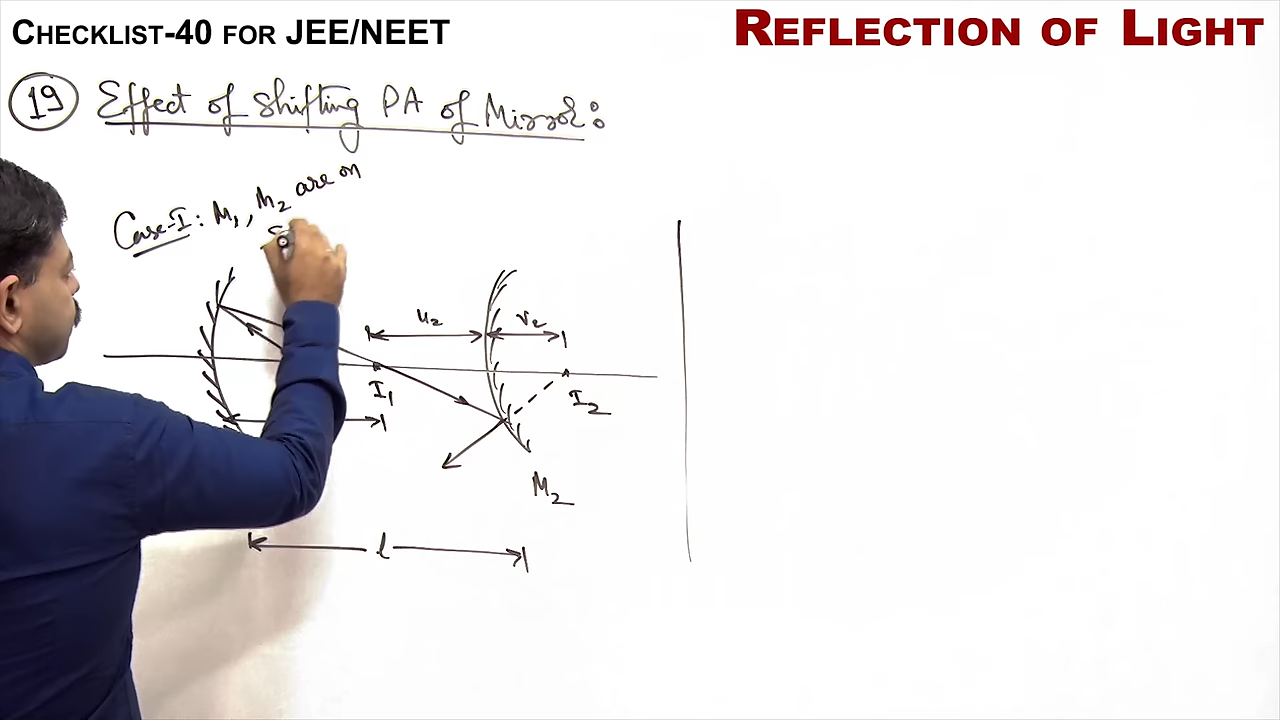 CHECKLIST-40 FOR JEE/NEET
REFLECTION OF LIGHT
19 Effect of shifting PA of Mirror:
Case-I: M₁, M₂ are on
S
u₂
v₂
I₁
I₂
M₂
l